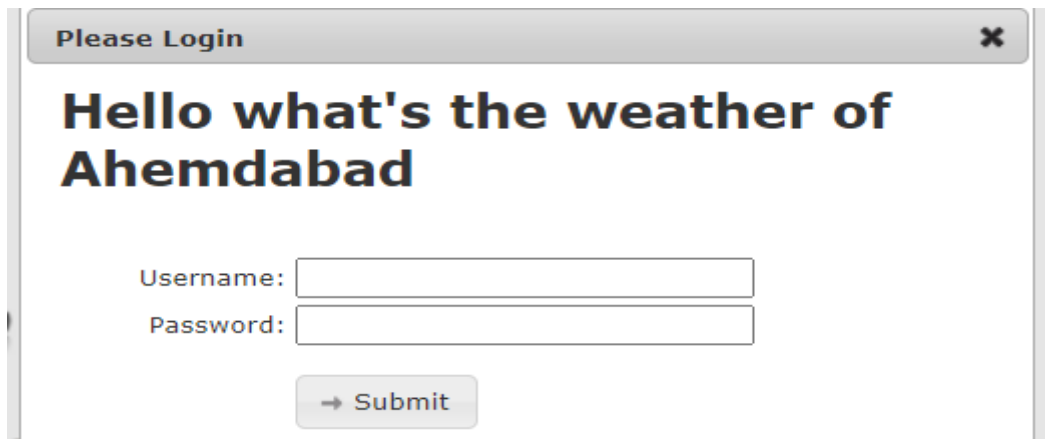 Please Login
Hello what's the weather of
Ahemdabad
Username:
Password:
→ Submit